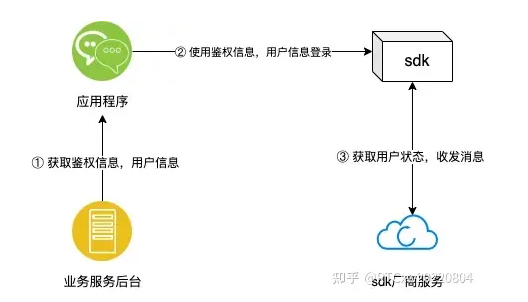 ② 使用鉴权信息，用户信息登录
sdk
应用程序
① 获取鉴权信息，用户信息
③ 获取用户状态，收发消息
业务服务后台
sdk厂商服务
知乎